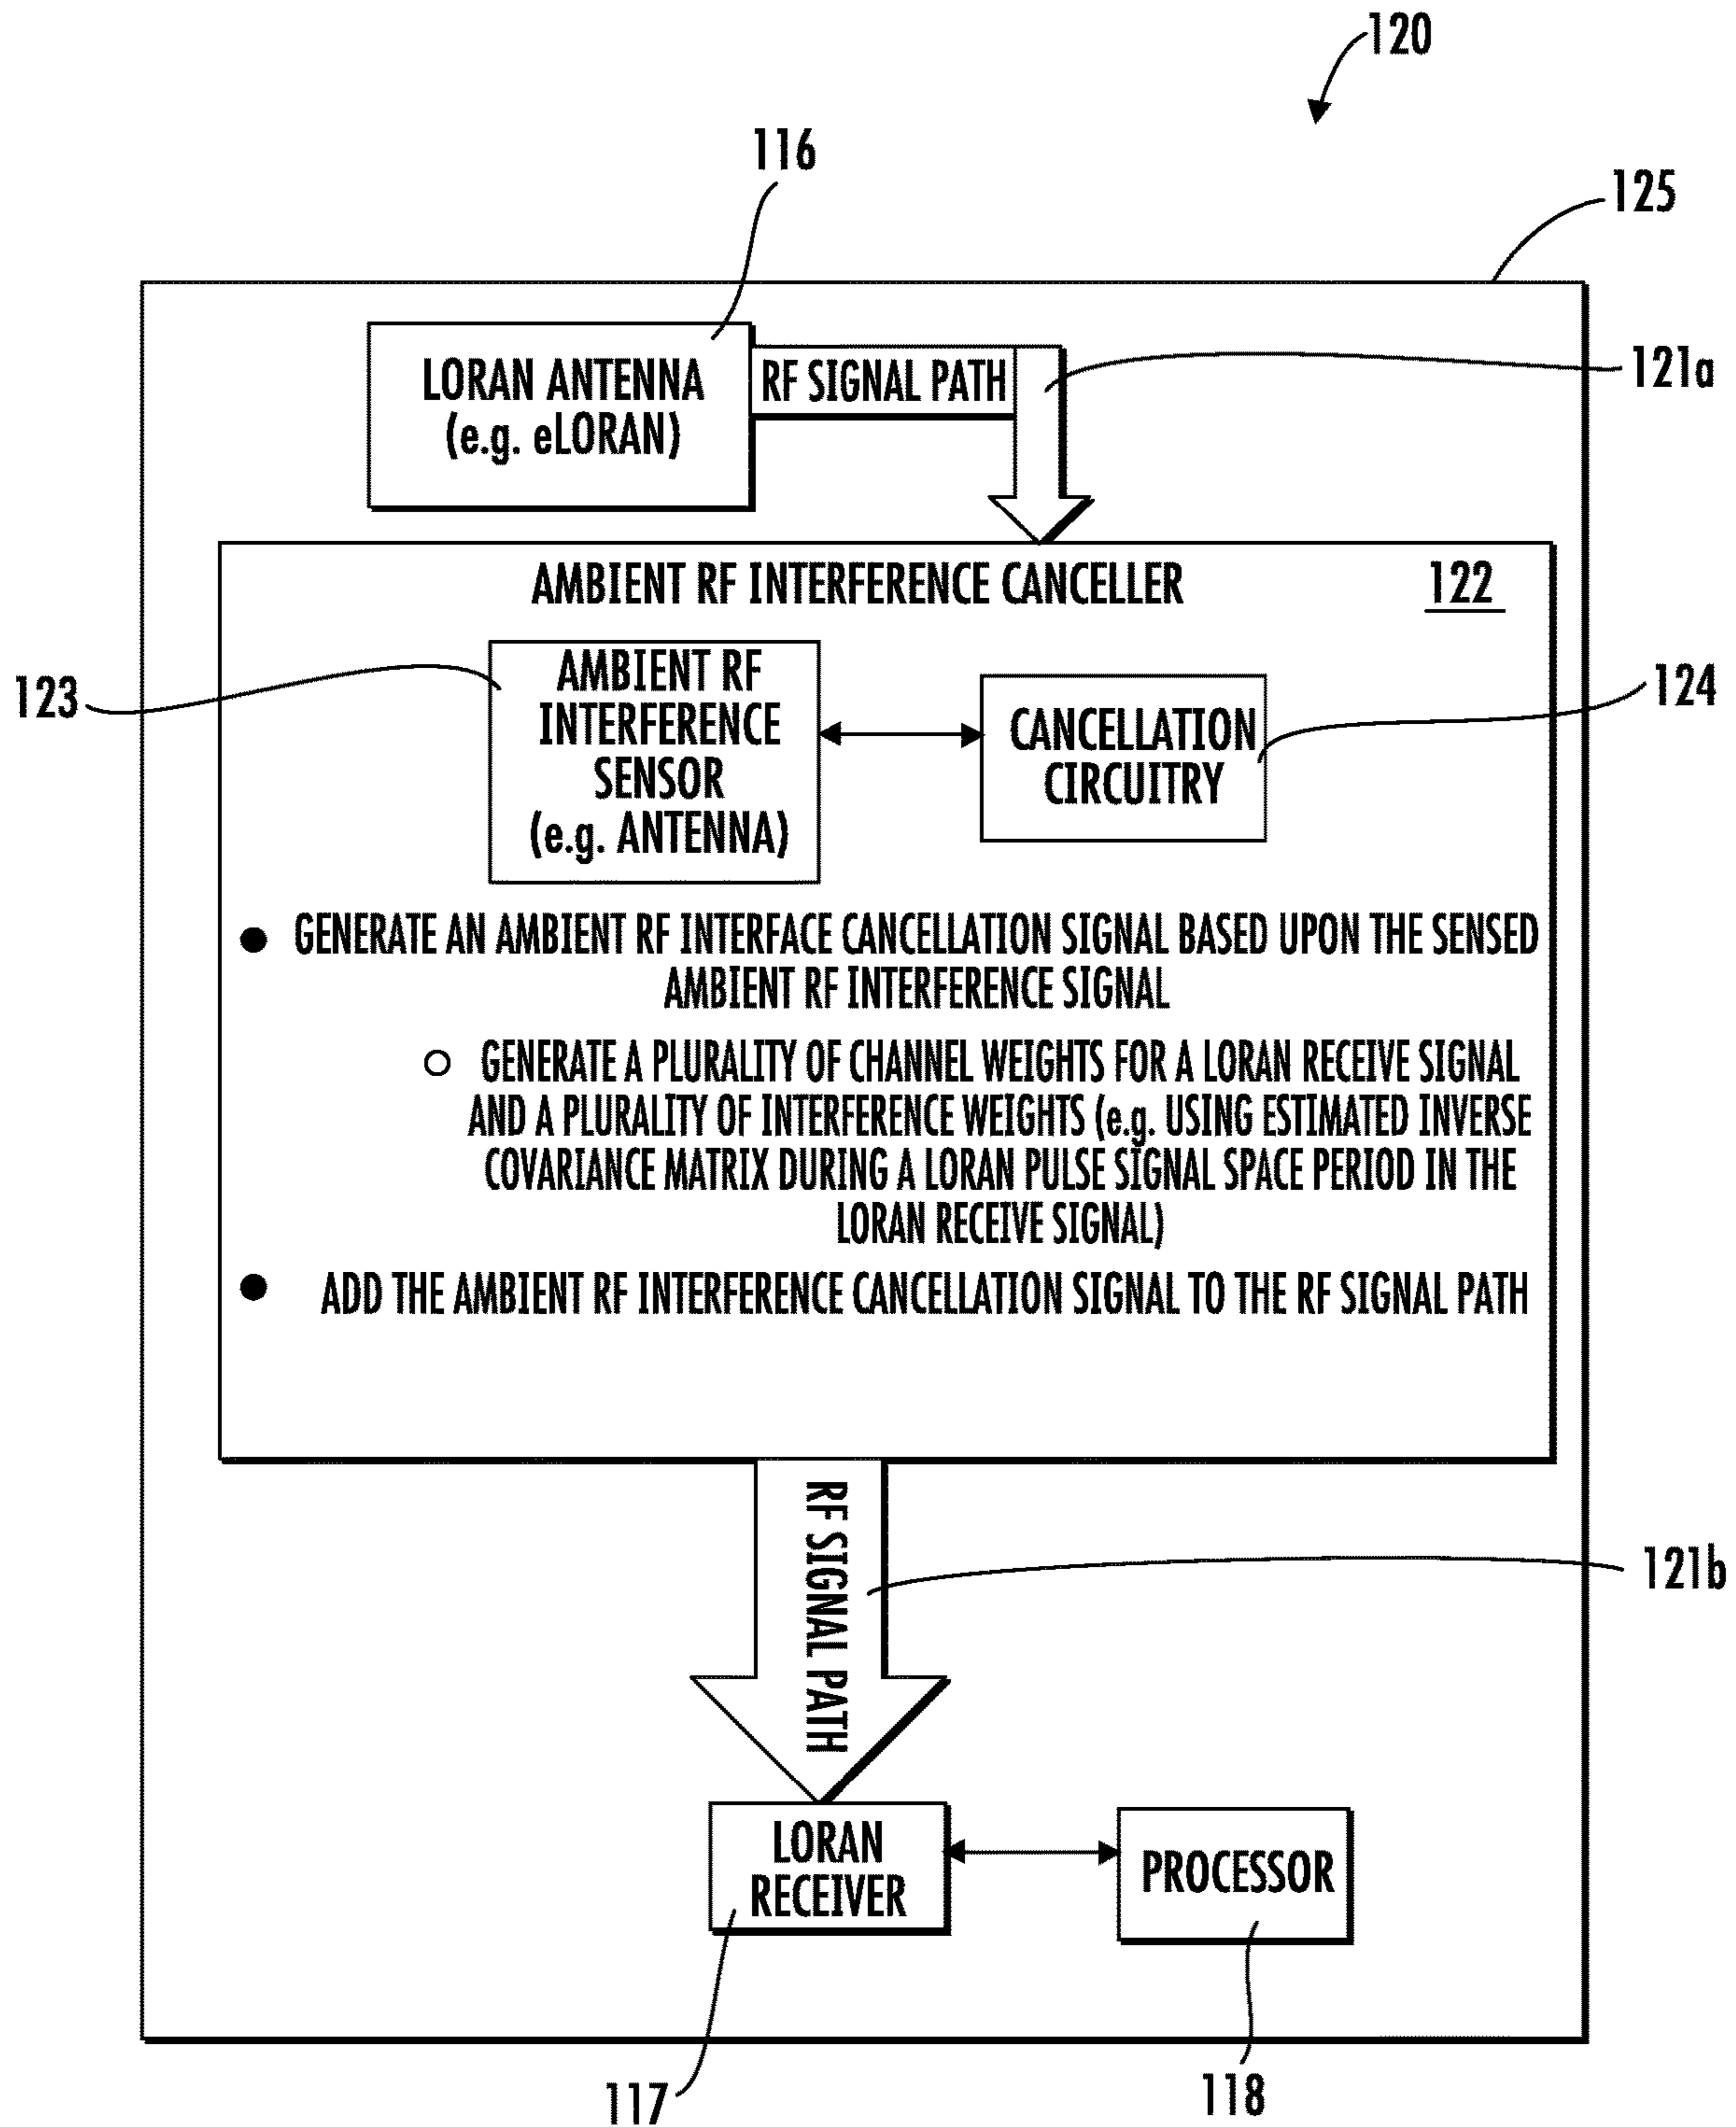 120
116
125
LORAN ANTENNA
(e.g. eLORAN)
RF SIGNAL PATH
121a
AMBIENT RF INTERFERENCE CANCELLER
122
123
AMBIENT RF
INTERFERENCE
SENSOR
(e.g. ANTENNA)
CANCELLATION
CIRCUITRY
124
● GENERATE AN AMBIENT RF INTERFACE CANCELLATION SIGNAL BASED UPON THE SENSED
AMBIENT RF INTERFERENCE SIGNAL
○ GENERATE A PLURALITY OF CHANNEL WEIGHTS FOR A LORAN RECEIVE SIGNAL
AND A PLURALITY OF INTERFERENCE WEIGHTS (e.g. USING ESTIMATED INVERSE
COVARIANCE MATRIX DURING A LORAN PULSE SIGNAL SPACE PERIOD IN THE
LORAN RECEIVE SIGNAL)
● ADD THE AMBIENT RF INTERFERENCE CANCELLATION SIGNAL TO THE RF SIGNAL PATH
RF SIGNAL PATH
121b
LORAN
RECEIVER
PROCESSOR
117
118